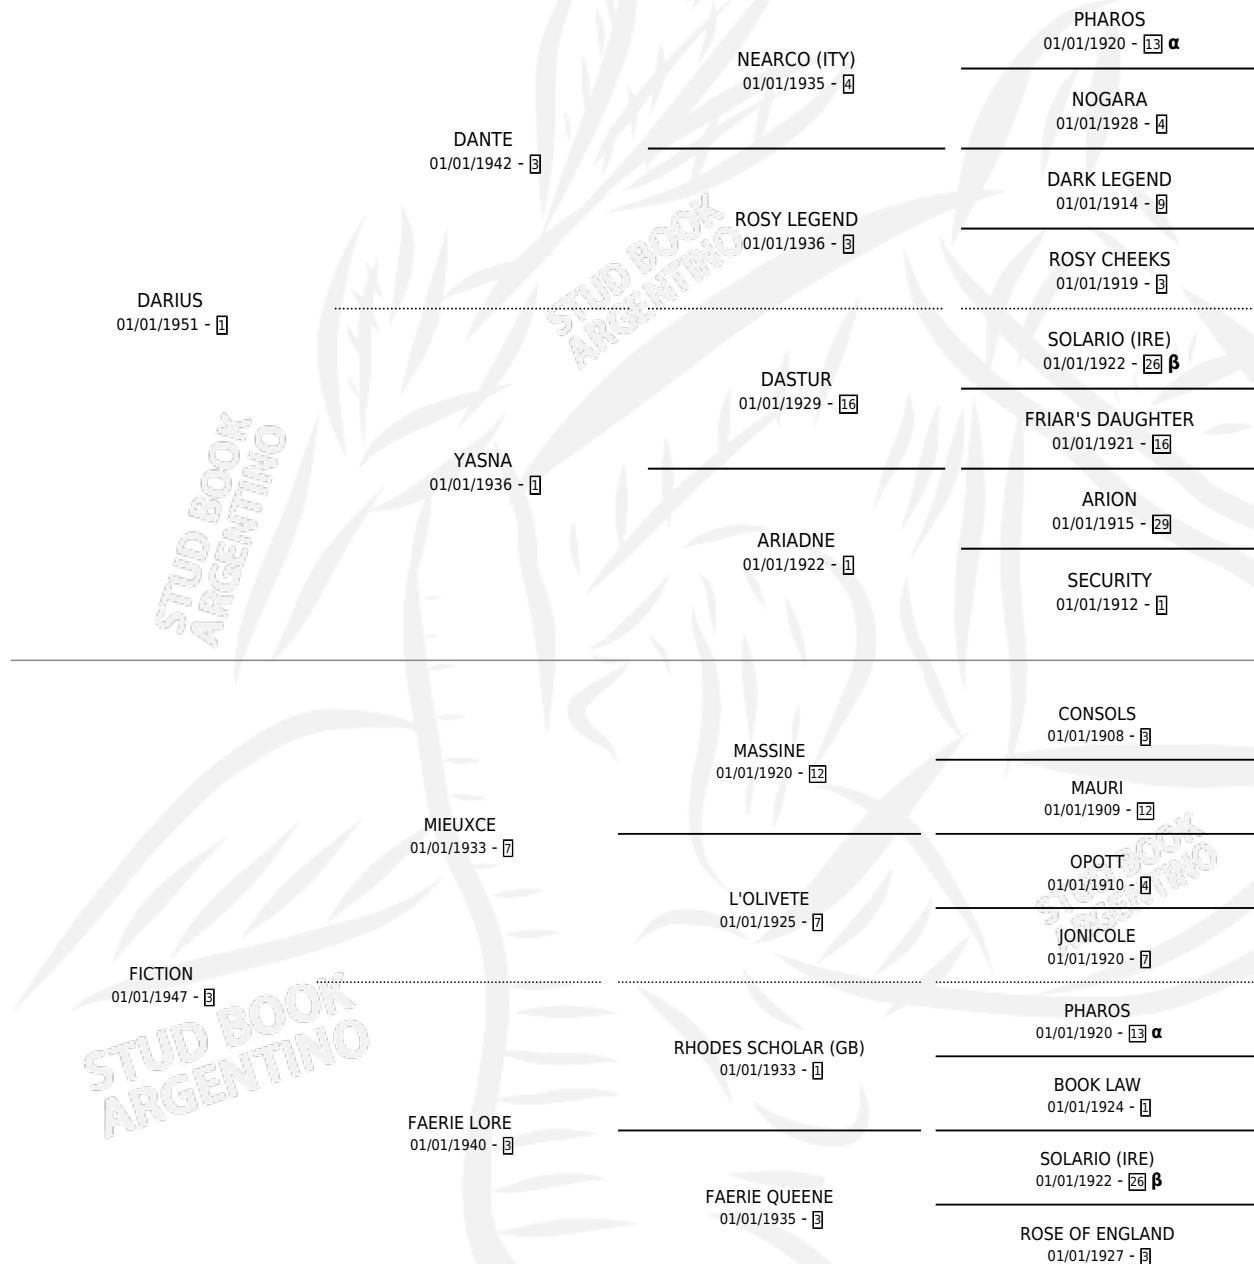 PHAROS
01/01/1920 - 13 α
NEARCO (ITY)
01/01/1935 - 4
NOGARA
01/01/1928 - 4
DANTE
01/01/1942 - 3
DARK LEGEND
01/01/1914 - 9
ROSY LEGEND
01/01/1936 - 3
ROSY CHEEKS
01/01/1919 - 3
DARIUS
01/01/1951 - 1
SOLARIO (IRE)
01/01/1922 - 26 β
DASTUR
01/01/1929 - 16
FRIAR'S DAUGHTER
01/01/1921 - 16
YASNA
01/01/1936 - 1
ARION
01/01/1915 - 29
ARIADNE
01/01/1922 - 1
SECURITY
01/01/1912 - 1
CONSOLS
01/01/1908 - 3
MASSINE
01/01/1920 - 12
MAURI
01/01/1909 - 12
MIEUXCE
01/01/1933 - 7
OPOTT
01/01/1910 - 4
L'OLIVETE
01/01/1925 - 7
JONICOLE
01/01/1920 - 7
FICTION
01/01/1947 - 3
PHAROS
01/01/1920 - 13 α
RHODES SCHOLAR (GB)
01/01/1933 - 1
BOOK LAW
01/01/1924 - 1
FAERIE LORE
01/01/1940 - 3
SOLARIO (IRE)
01/01/1922 - 26 β
FAERIE QUEENE
01/01/1935 - 3
ROSE OF ENGLAND
01/01/1927 - 3
STUD BOOK
ARGENTINO
STUD BOOK
ARGENTINO
STUD BOOK
ARGENTINO
STUD BOOK
ARGENTINO